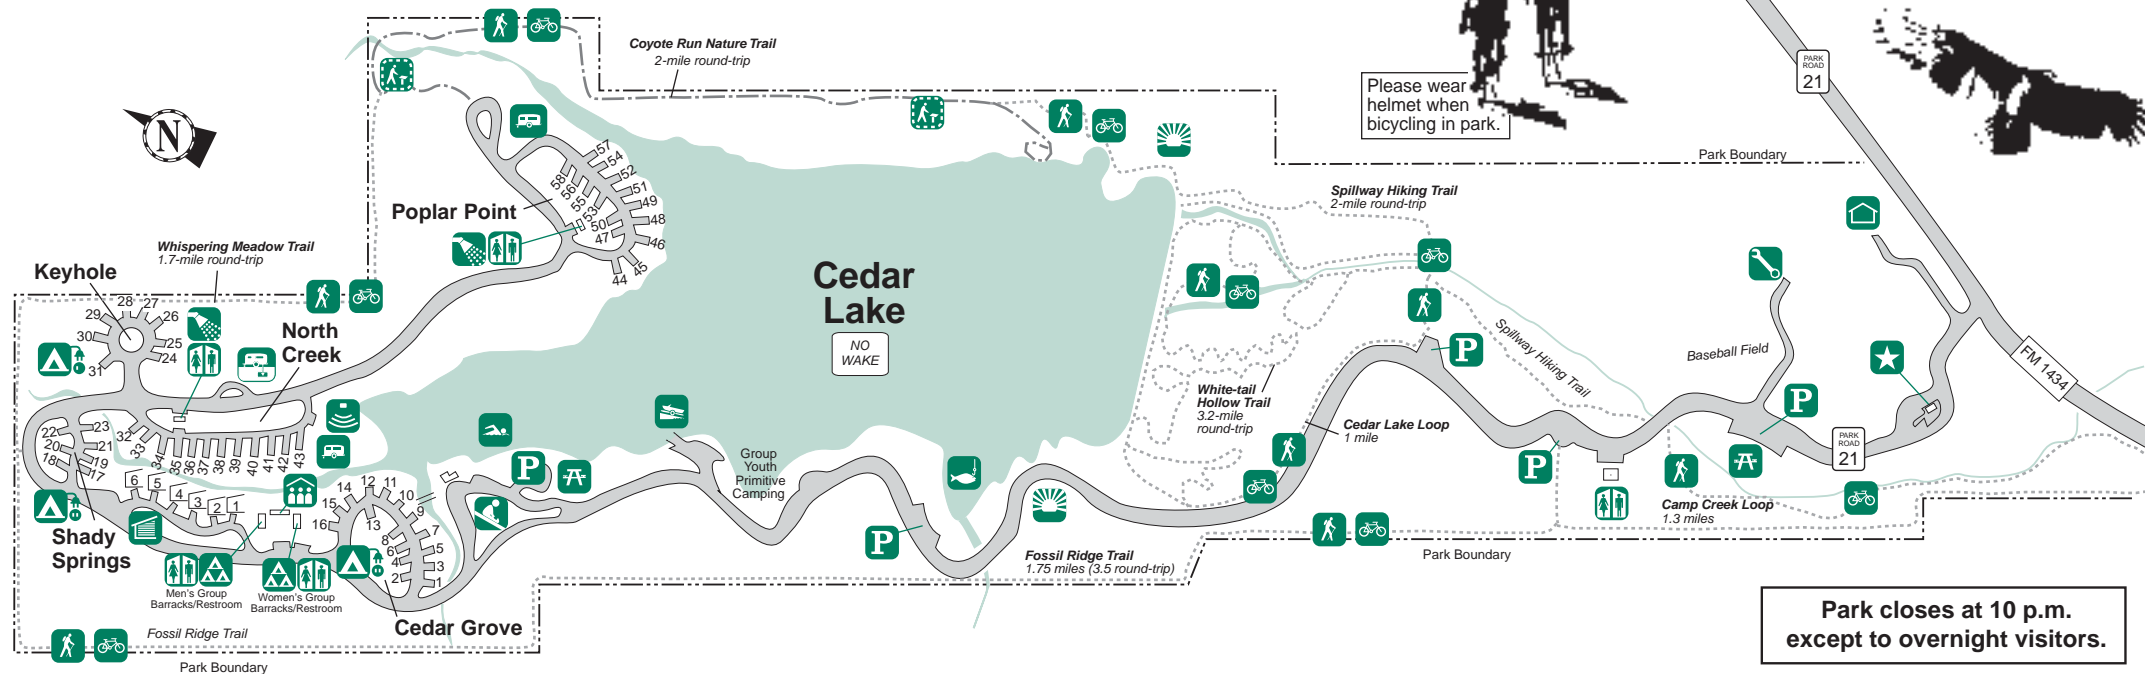 Coyote Run Nature Trail
2-mile round-trip
Please wear
helmet when
bicycling in park.
PARK
ROAD
21
N
Park Boundary
Spillway Hiking Trail
2-mile round-trip
Poplar Point
57
54
52
51
49
48
46
45
44
47
50
53
55
56
58
Whispering Meadow Trail
1.7-mile round-trip
Keyhole
28
27
29
26
30
25
24
31
North
Creek
Cedar
Lake
NO
WAKE
Spillway Hiking Trail
Baseball Field
FM 1434
P
White-tail
Hollow Trail
3.2-mile
round-trip
Cedar Lake Loop
1 mile
P
PARK
ROAD
21
P
22
23
20
21
18
19
17
32
33
34
35
36
37
38
39
40
41
42
43
Group
Youth
Primitive
Camping
P
6
5
4
3
2
1
16
15
14
12
11
10
9
13
8
7
6
5
4
3
2
1
Shady
Springs
P
Camp Creek Loop
1.3 miles
Fossil Ridge Trail
1.75 miles (3.5 round-trip)
Park Boundary
Men's Group
Barracks/Restroom
Women's Group
Barracks/Restroom
Cedar Grove
Fossil Ridge Trail
Park Boundary
Park closes at 10 p.m.
except to overnight visitors.